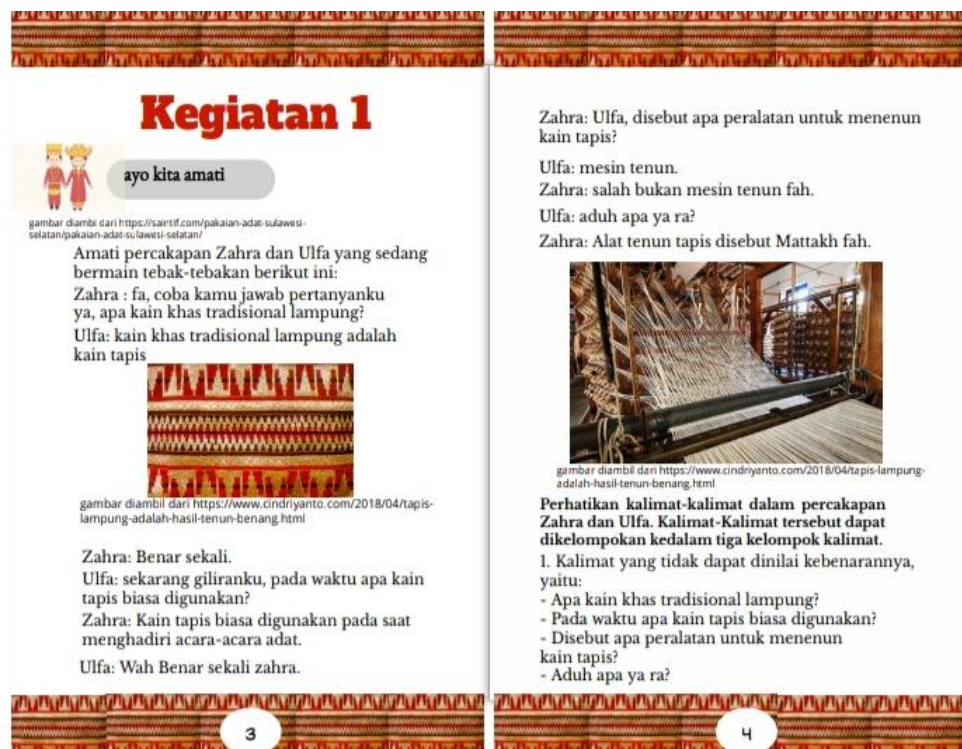 Kegiatan 1
ayo kita amati
gambar diambi dari https://saintif.com/pakaian-adat-sulawesi-
selatan/pakaian-adat-sulawesi-selatan/
Amati percakapan Zahra dan Ulfa yang sedang
bermain tebak-tebakan berikut ini:
Zahra : fa, coba kamu jawab pertanyanku
ya, apa kain khas tradisional lampung?
Ulfa: kain khas tradisional lampung adalah
kain tapis
gambar diambil dari https://www.cindriyanto.com/2018/04/tapis-
lampung-adalah-hasil-tenun-benang.html
Zahra: Benar sekali.
Ulfa: sekarang giliranku, pada waktu apa kain
tapis biasa digunakan?
Zahra: Kain tapis biasa digunakan pada saat
menghadiri acara-acara adat.
Ulfa: Wah Benar sekali zahra.
3
Zahra: Ulfa, disebut apa peralatan untuk menenun
kain tapis?
Ulfa: mesin tenun.
Zahra: salah bukan mesin tenun fah.
Ulfa: aduh apa ya ra?
Zahra: Alat tenun tapis disebut Mattakh fah.
gambar diambil dari https://www.cindriyanto.com/2018/04/tapis-lampung-
adalah-hasil-tenun-benang.html
Perhatikan kalimat-kalimat dalam percakapan
Zahra dan Ulfa. Kalimat-Kalimat tersebut dapat
dikelompokan kedalam tiga kelompok kalimat.
1. Kalimat yang tidak dapat dinilai kebenarannya,
yaitu:
- Apa kain khas tradisional lampung?
- Pada waktu apa kain tapis biasa digunakan?
- Disebut apa peralatan untuk menenun
kain tapis?
- Aduh apa ya ra?
4